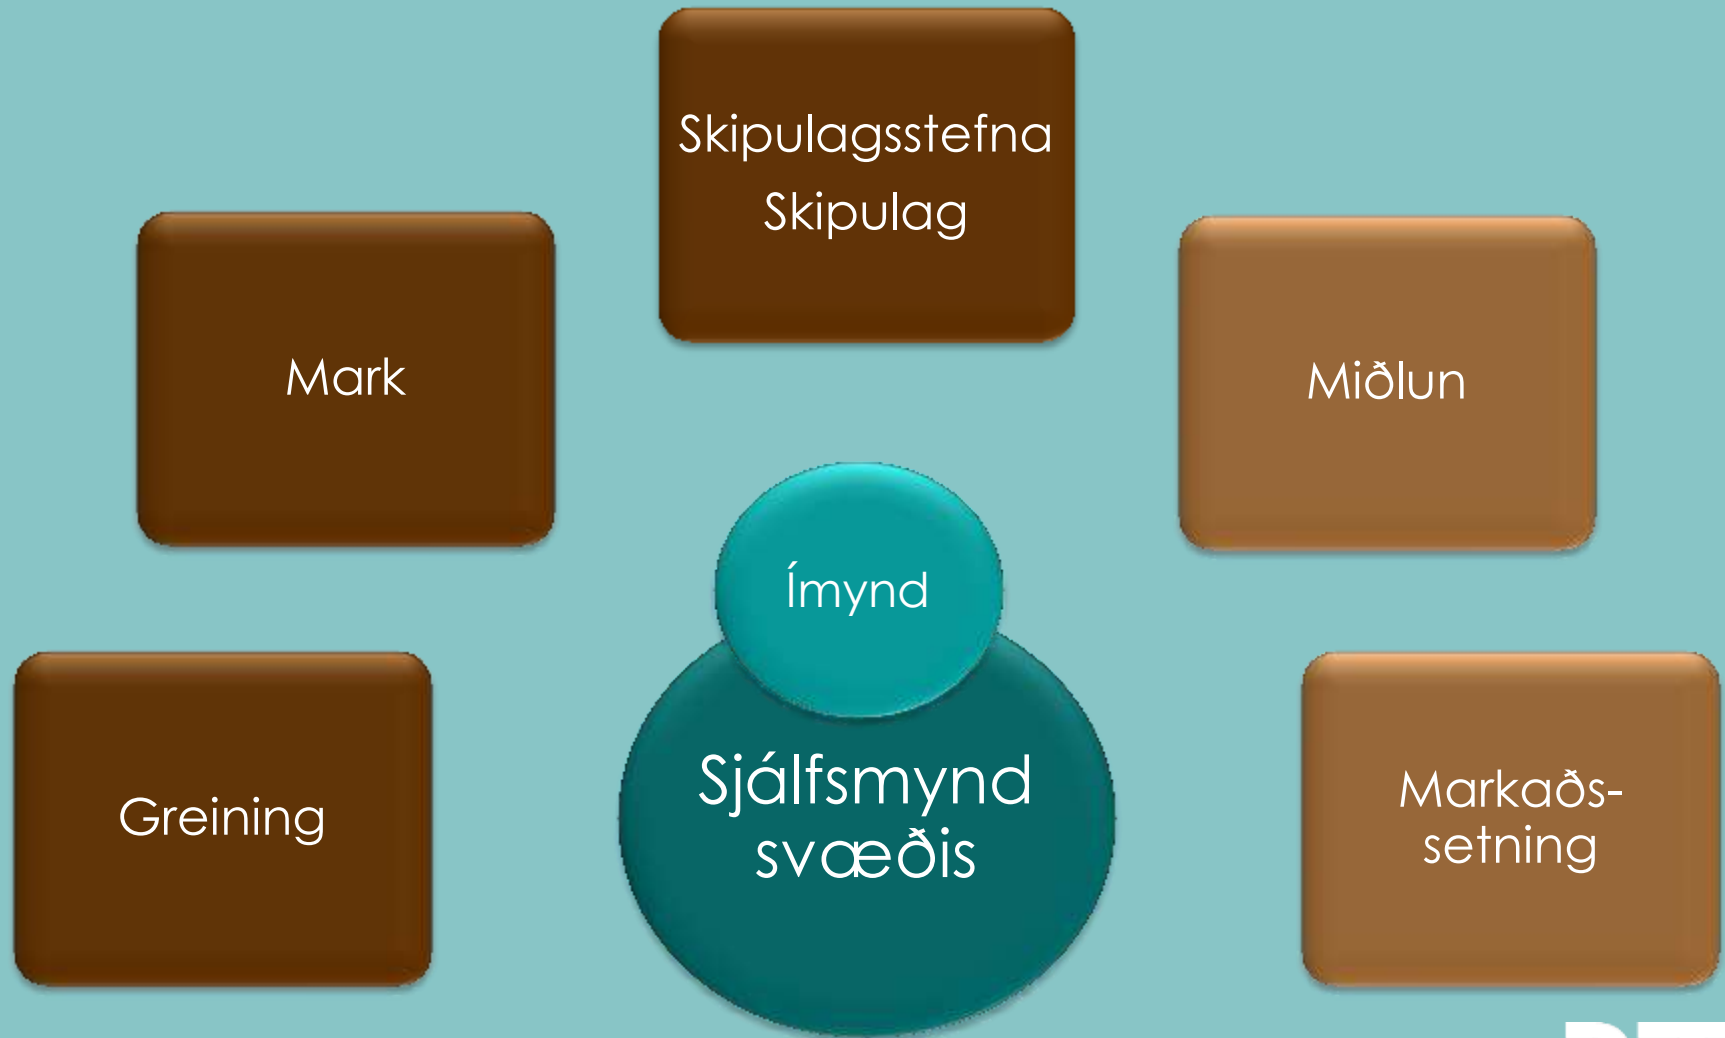 Skipulagsstefna
Skipulag
Mark
Miðlun
Ímynd
Sjálfsmynd
svæðis
Greining
Markaðs-
setning